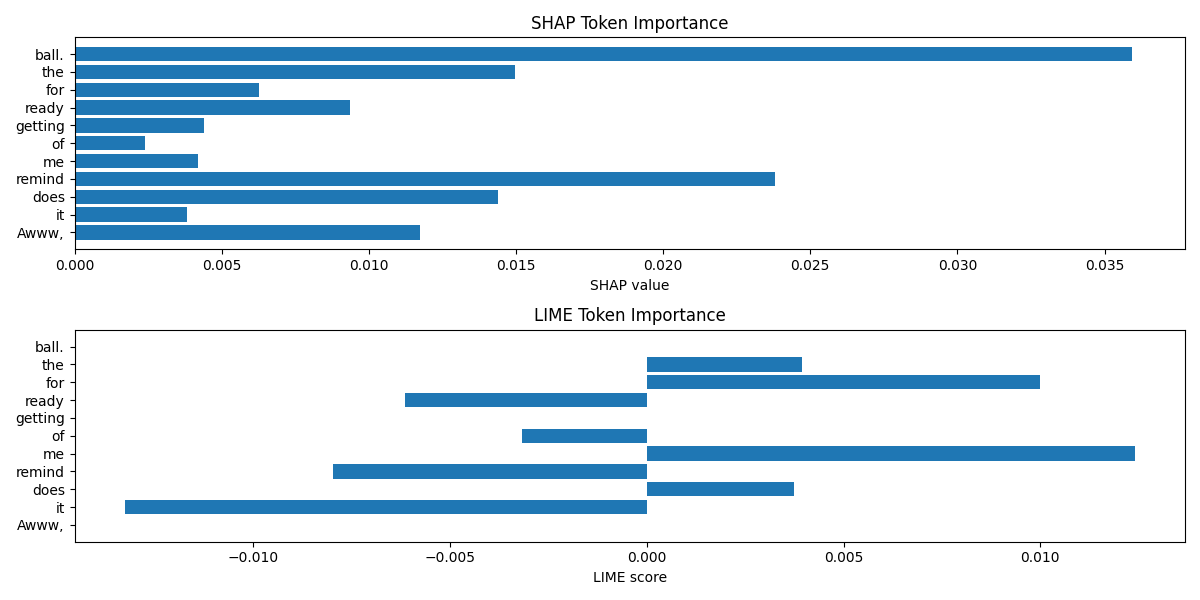 SHAP Token Importance
ball.
the
for
ready
getting
of
me
remind
does
it
Awww,
0.000 0.005 0.010 0.015 0.020 0.025 0.030 0.035
SHAP value
LIME Token Importance
ball.
the
for
ready
getting
of
me
remind
does
it
Awww,
−0.010 −0.005 0.000 0.005 0.010
LIME score